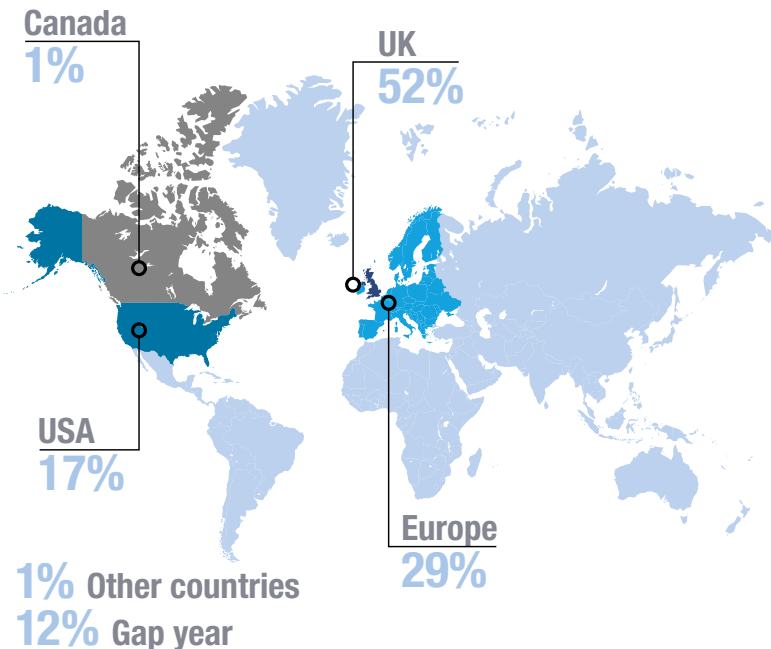 Canada
1%
UK
52%
USA
17%
Europe
29%
1% Other countries
12% Gap year